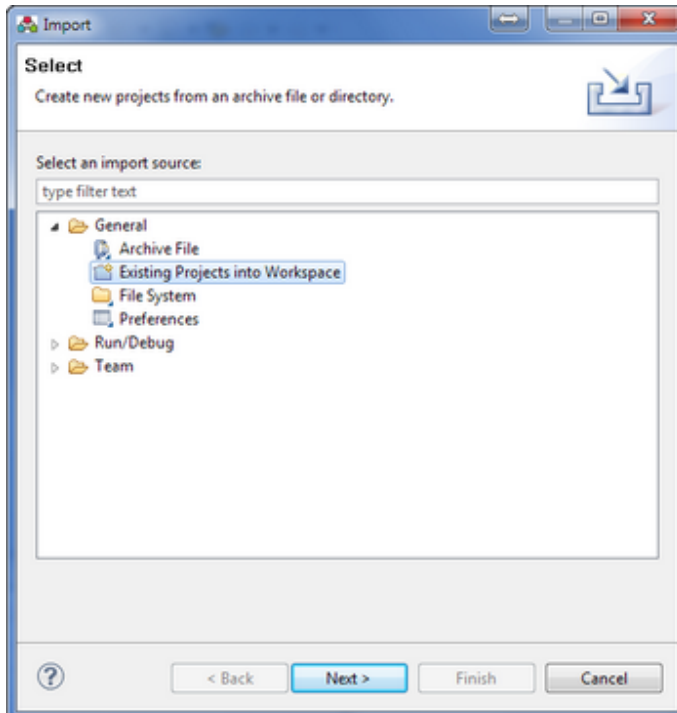 Import
Select
Create new projects from an archive file or directory.
Select an import source:
type filter text
General
Archive File
Existing Projects into Workspace
File System
Preferences
Run/Debug
Team
?
< Back
Next >
Finish
Cancel